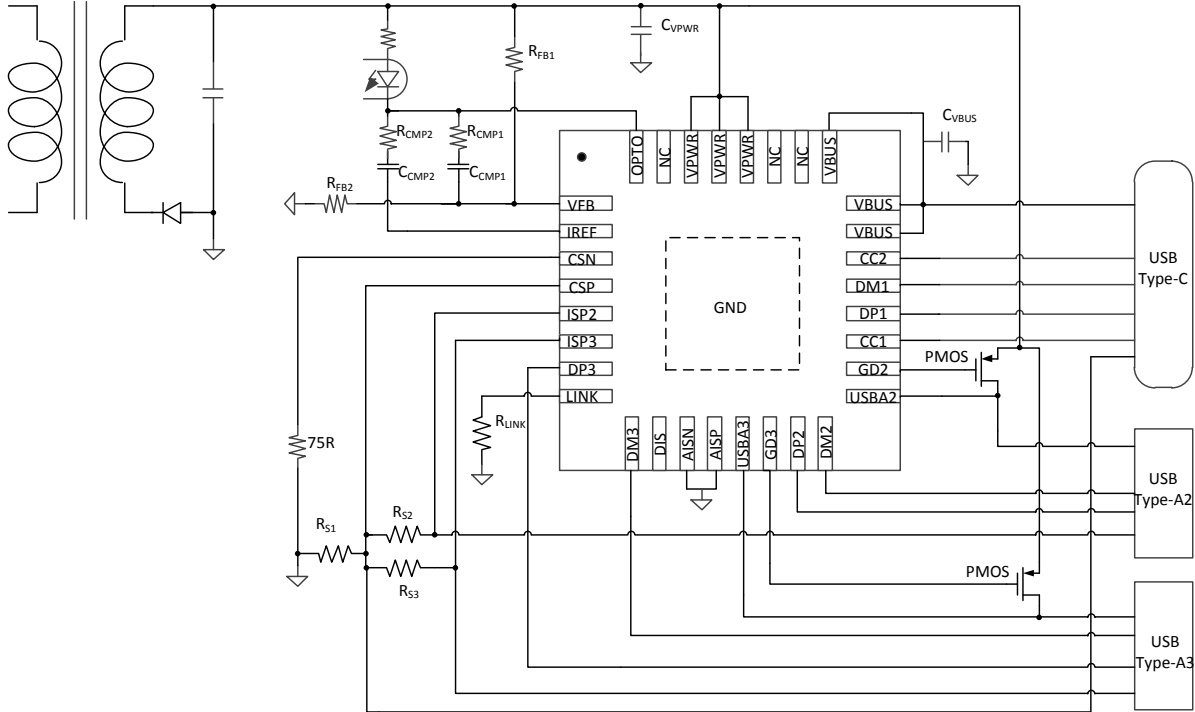 CVPWR
RFB1
RCMP2
RCMP1
CCMP2
CCMP1
RFB2
CVBUS
OPTO
NC
VPWR
VPWR
VPWR
NC
NC
VBUS
VFB
IREF
CSN
CSP
ISP2
ISP3
DP3
LINK
GND
VBUS
VBUS
CC2
DM1
DP1
CC1
GD2
USBA2
DM3
DIS
AISN
AISP
USBA3
GD3
DP2
DM2
RLINK
75R
RS1
RS2
RS3
PMOS
PMOS
USB
Type-C
USB
Type-A2
USB
Type-A3